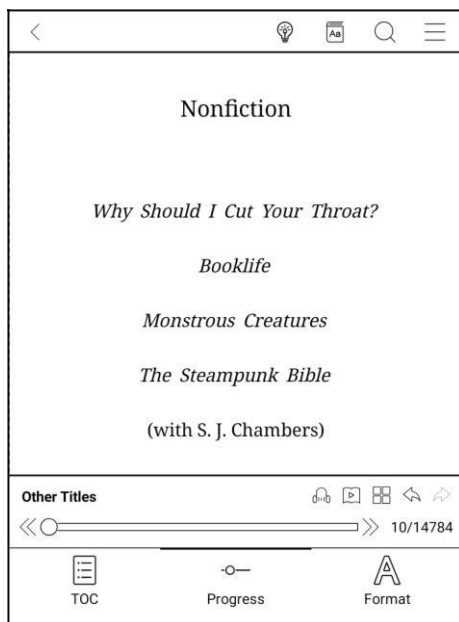 Aa
Nonfiction
Why Should I Cut Your Throat?
Booklife
Monstrous Creatures
The Steampunk Bible
(with S. J. Chambers)
Other Titles
10/14784
TOC
Progress
A
Format